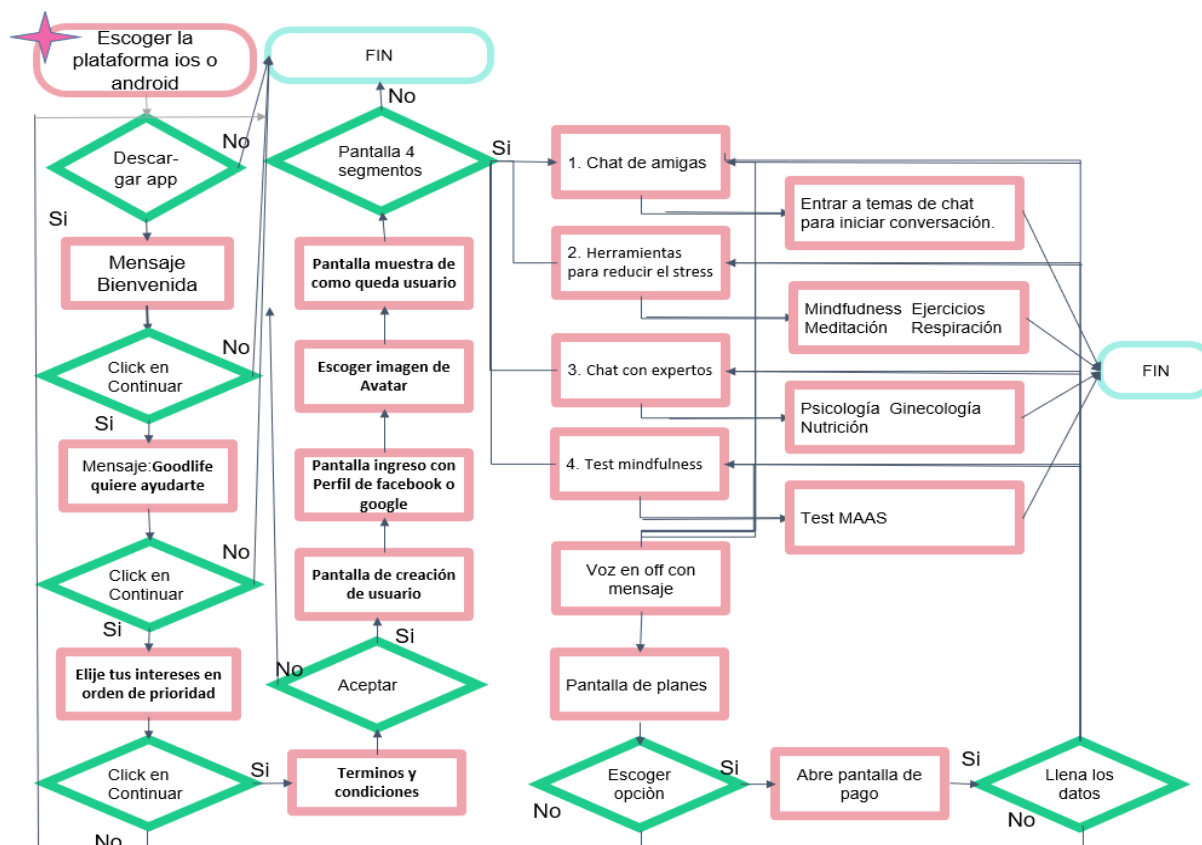 Escoger la
plataforma ios o
android
FIN
No
Descar-
gar app
No
Si
Mensaje
Bienvenida
Click en
Continuar
No
Si
Mensaje:Goodlife
quiere ayudarte
Click en
Continuar
No
Si
Elije tus intereses en
orden de prioridad
Click en
Continuar
Si
No
Terminos y
condiciones
Aceptar
No
Si
Pantalla de creación
de usuario
Pantalla ingreso con
Perfil de facebook o
google
Escoger imagen de
Avatar
Pantalla muestra de
como queda usuario
Pantalla 4
segmentos
Si
1. Chat de amigas
Entrar a temas de chat
para iniciar conversación.
2. Herramientas
para reducir el stress
Mindfudness Ejercicios
Meditación Respiración
3. Chat con expertos
Psicología Ginecología
Nutrición
4. Test mindfulness
Test MAAS
FIN
Voz en off con
mensaje
Pantalla de planes
Escoger
opciòn
Si
No
Abre pantalla de
pago
Si
Llena los
datos
No